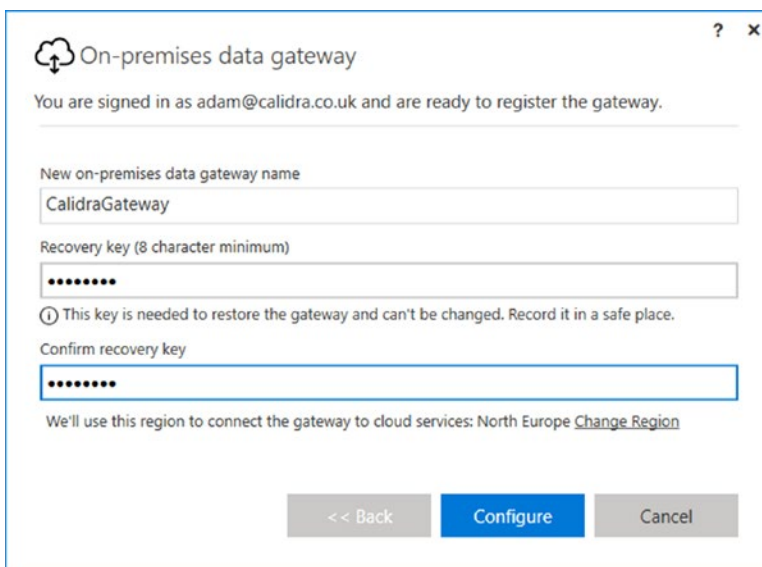 ? ×
On-premises data gateway
You are signed in as adam@calidra.co.uk and are ready to register the gateway.
New on-premises data gateway name
CalidraGateway
Recovery key (8 character minimum)
••••••••
This key is needed to restore the gateway and can't be changed. Record it in a safe place.
Confirm recovery key
••••••••
We'll use this region to connect the gateway to cloud services: North Europe Change Region
<< Back Configure Cancel